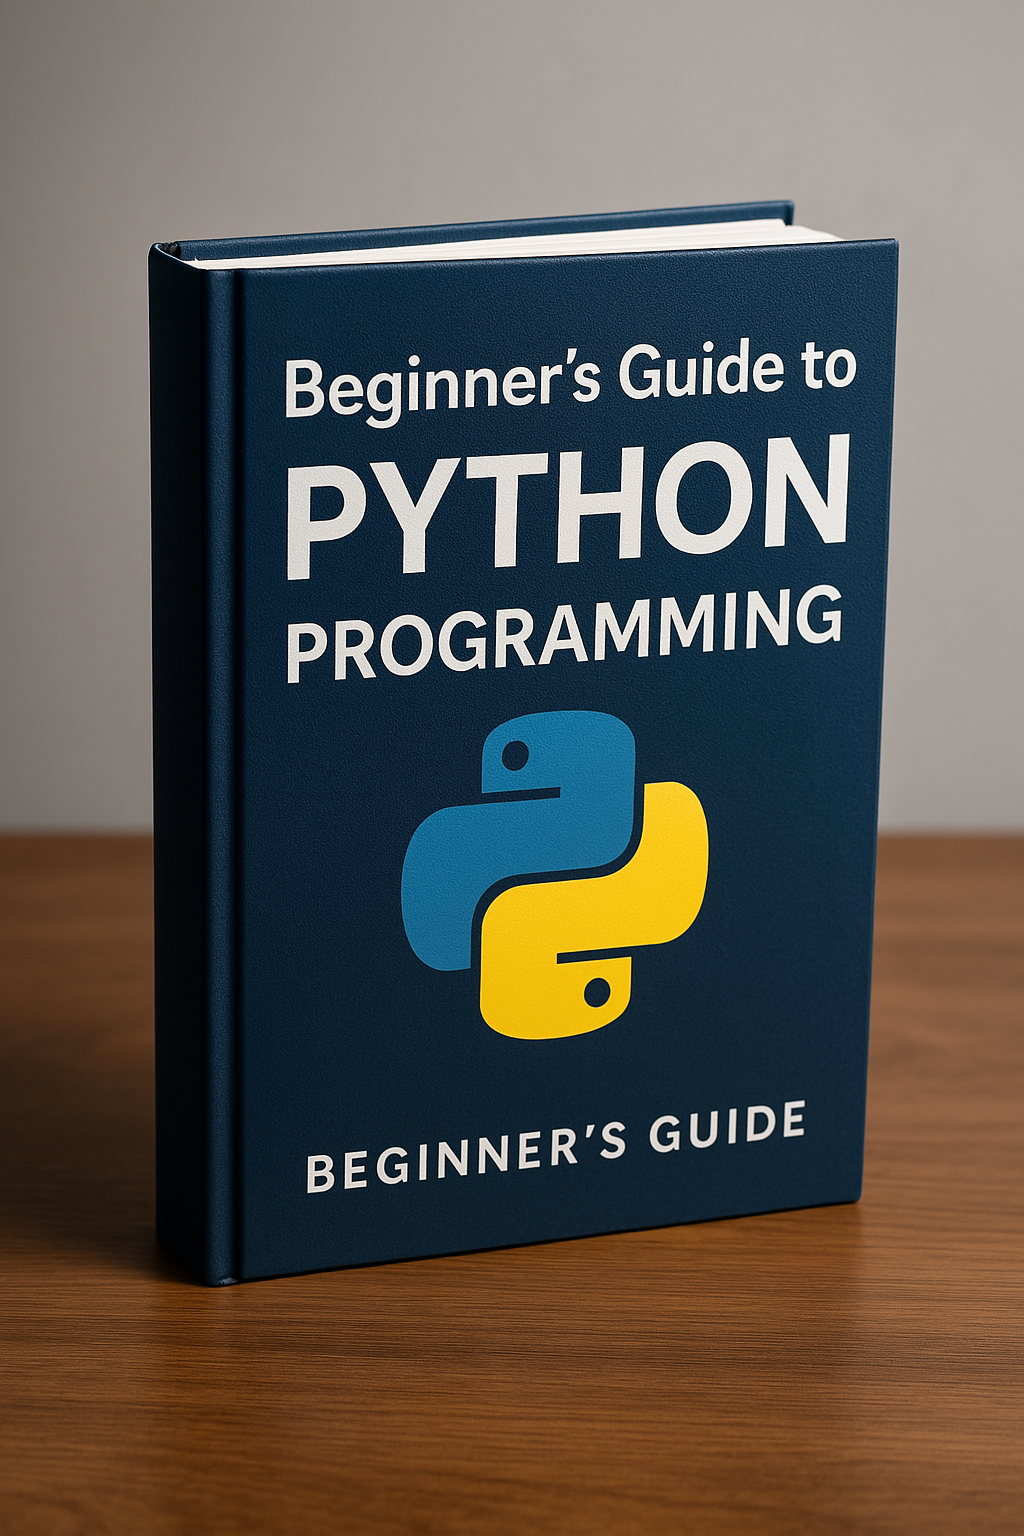 Beginner’s Guide to
PYTHON
PROGRAMMING
BEGINNER’S GUIDE